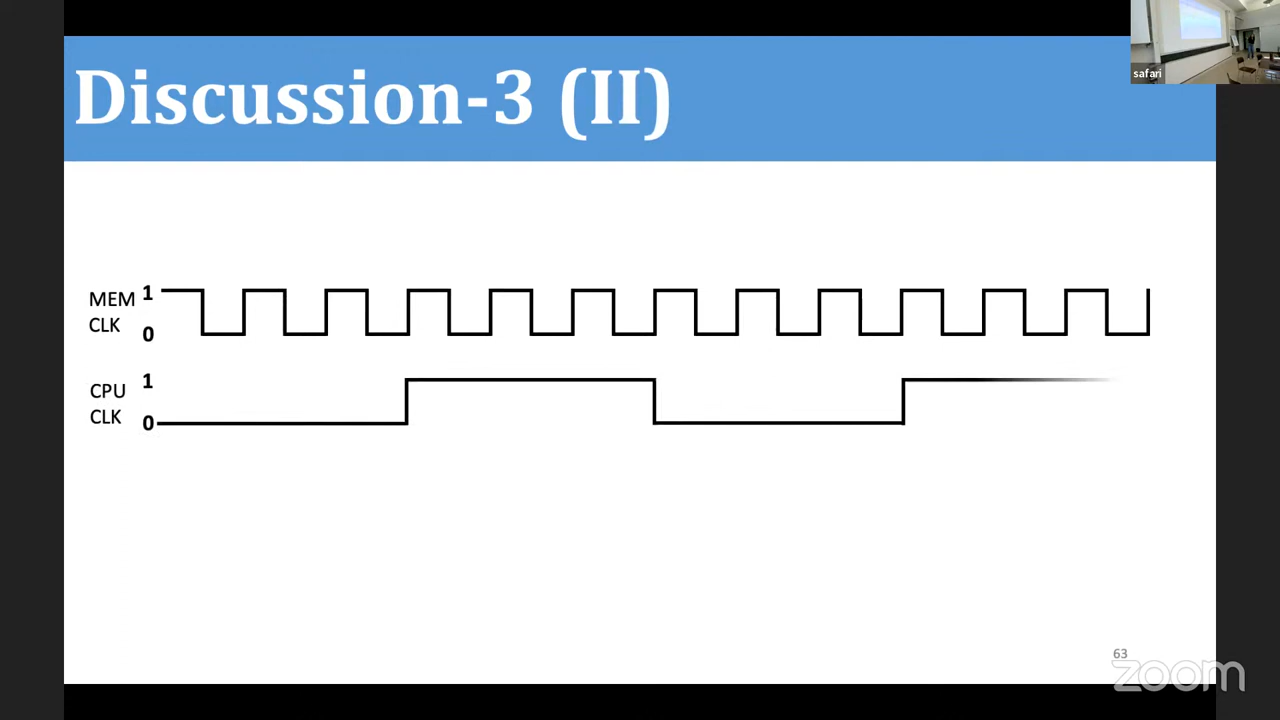 safari
Discussion-3 (II)
MEM 1
CLK 0
CPU 1
CLK 0
63
zoom